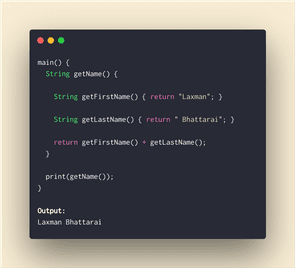 main() {
  String getName() {
    String getFirstName() { return "Laxman"; }
    String getLastName() { return " Bhattarai"; }
    return getFirstName() + getLastName();
  }
  print(getName());
}
Output:
Laxman Bhattarai